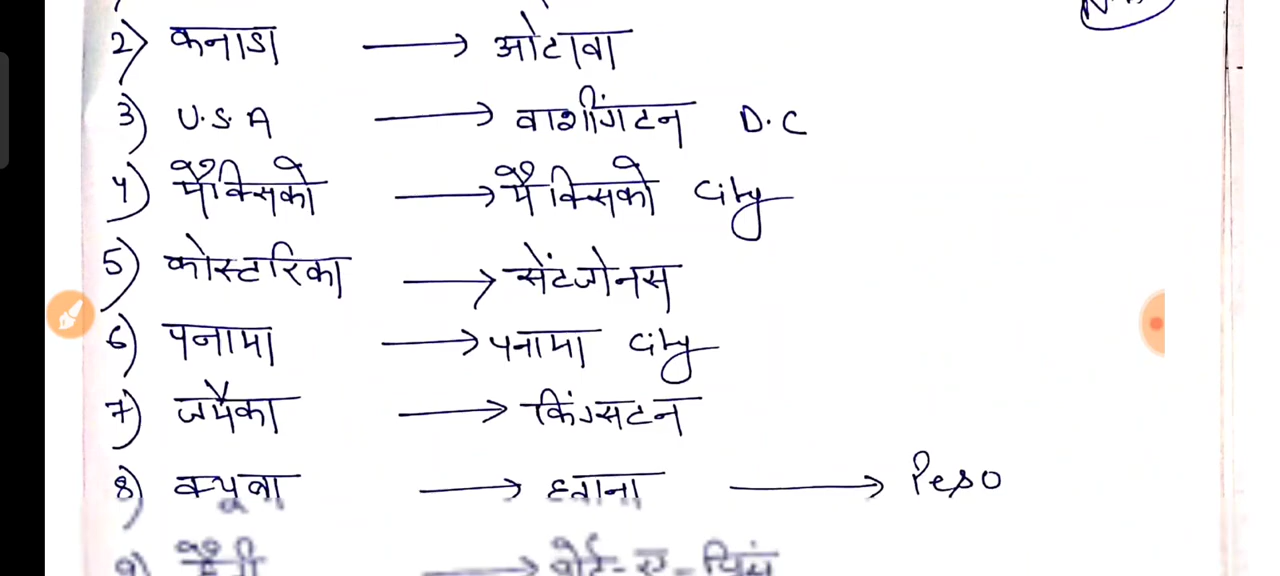 2) कनाडा → ओटावा
3) U.S.A → वाशींगटन D.C
4) मैक्सिको → मैक्सिको City
5) कोस्टारिका → सेंटजोनस
6) पनामा → पनामा City
7) जमैका → किंग्सटन
8) क्यूबा → हवाना → Peso
9) हैती → पोर्ट-ए-प्रिंस